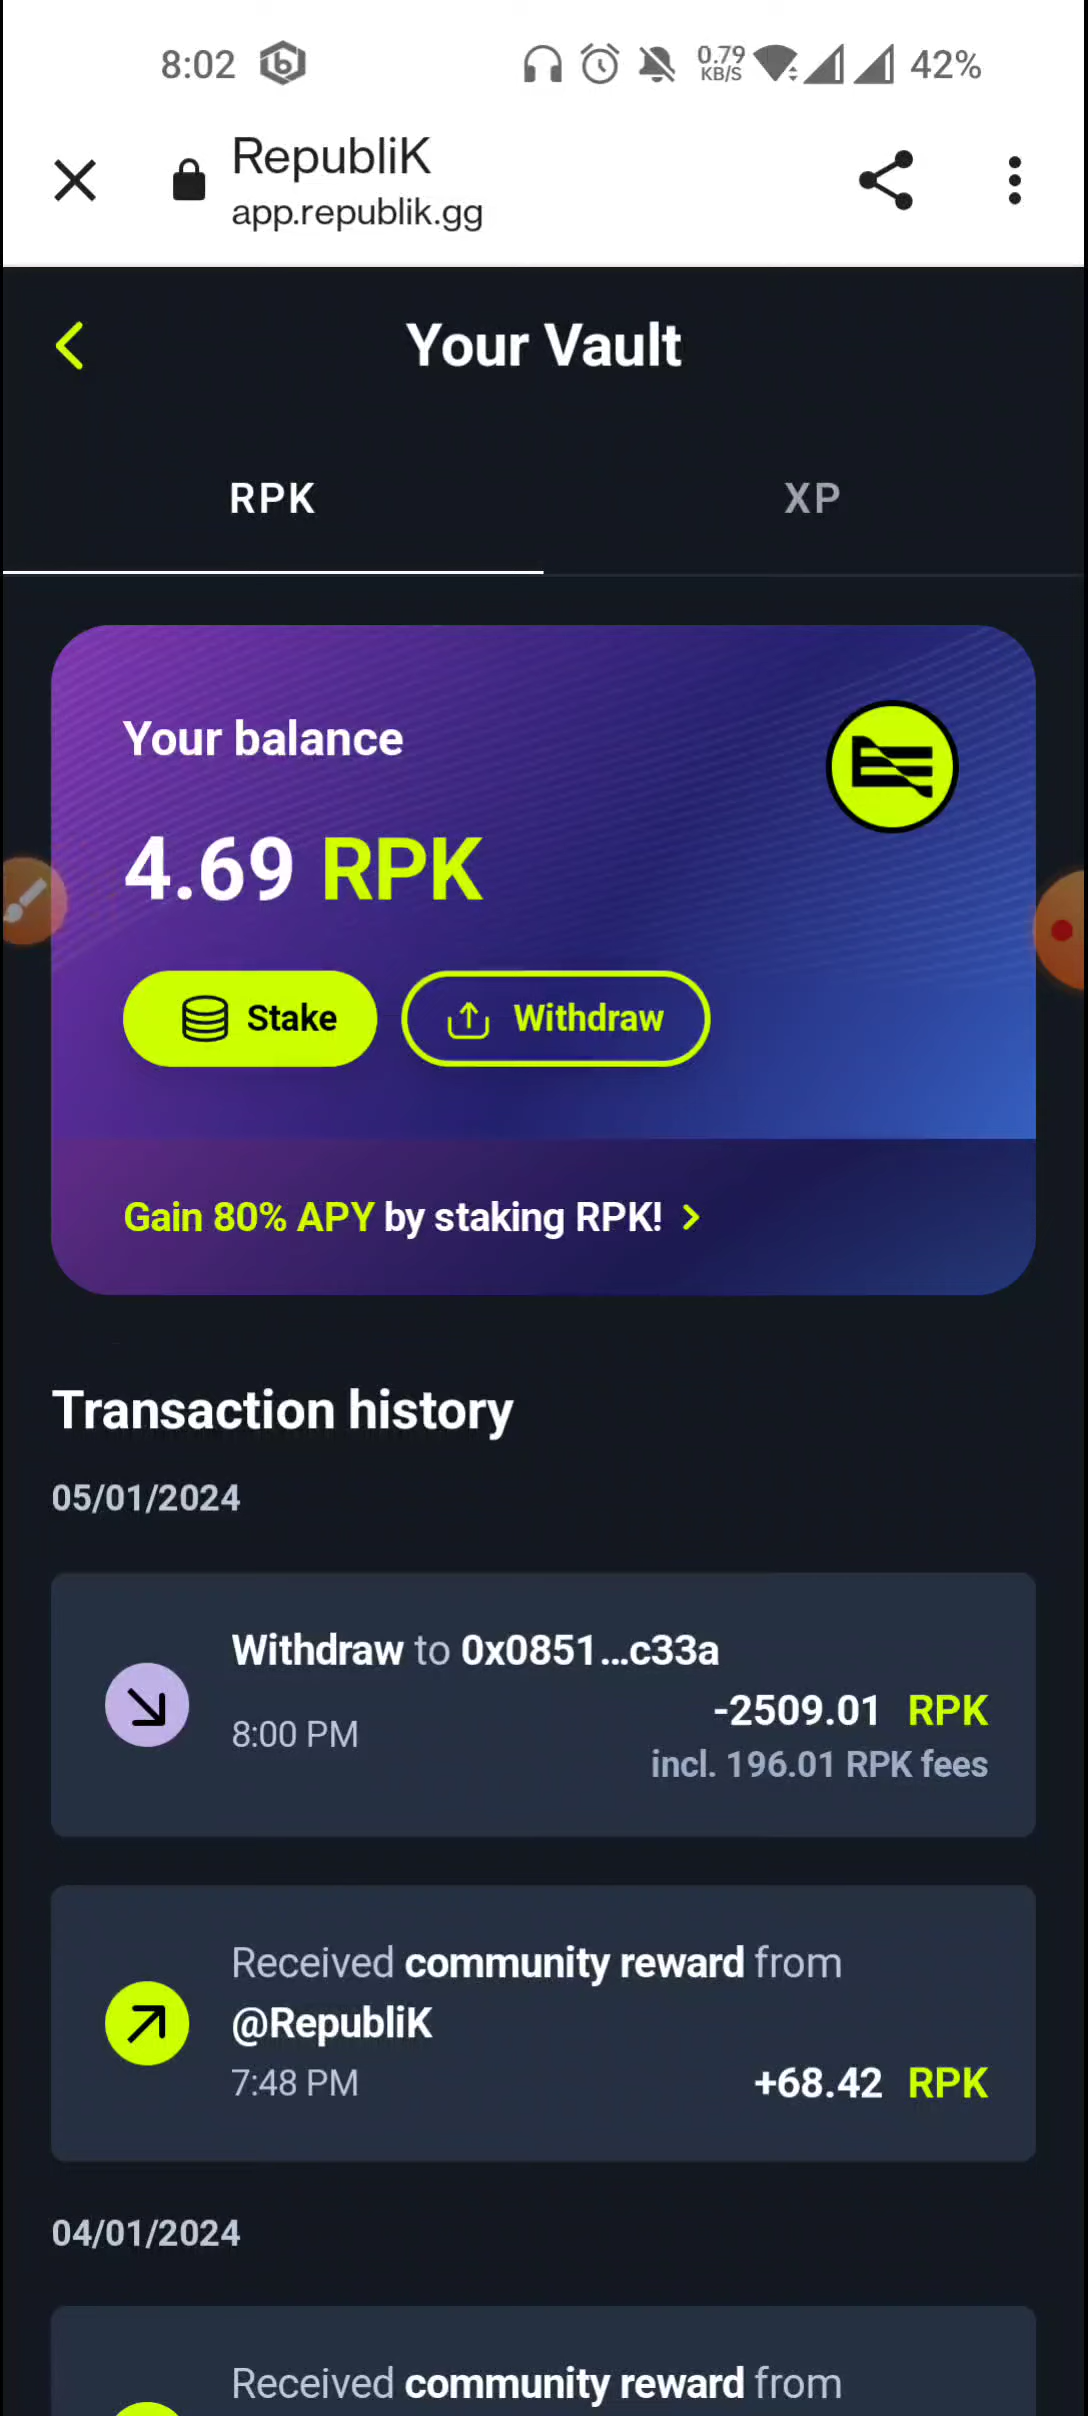 8:02
0.79
KB/S
42%
RepubliK
app.republik.gg
Your Vault
RPK
XP
Your balance
4.69 RPK
Stake
Withdraw
Gain 80% APY by staking RPK!
Transaction history
05/01/2024
Withdraw to 0x0851...c33a
-2509.01 RPK
8:00 PM
incl. 196.01 RPK fees
Received community reward from
@RepubliK
7:48 PM
+68.42 RPK
04/01/2024
Received community reward from